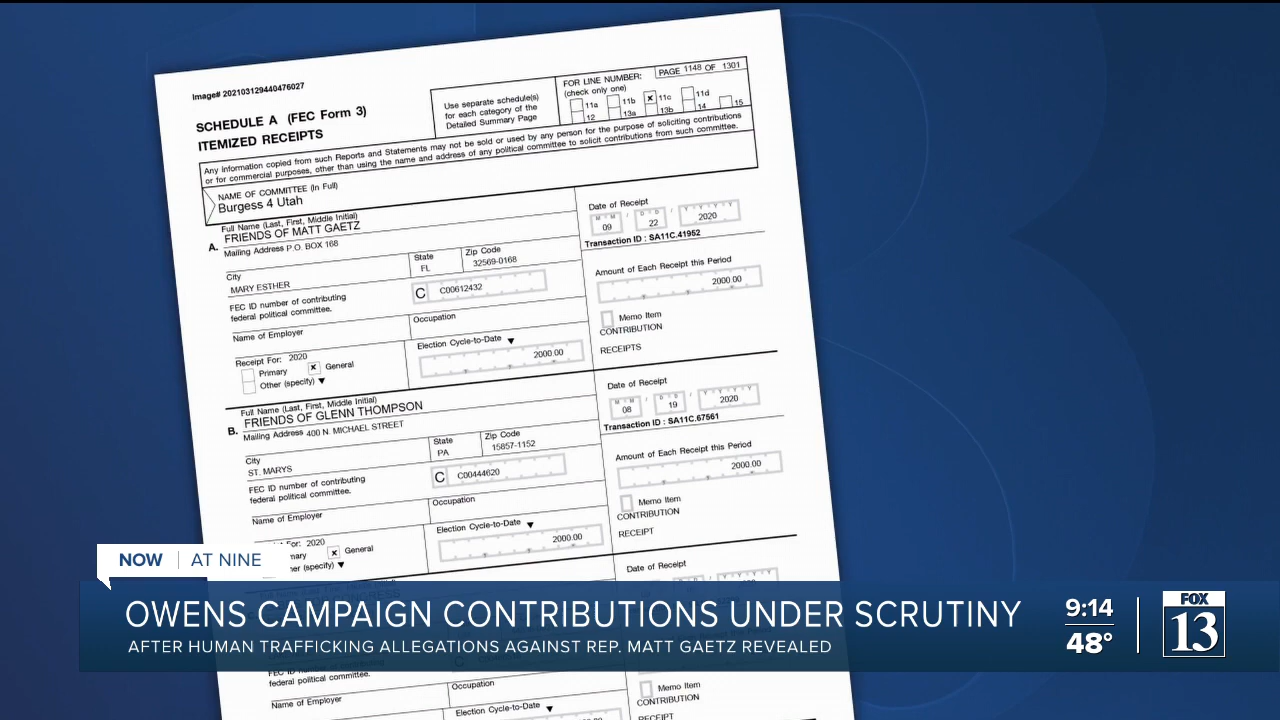 Image# 202103129440476027
SCHEDULE A (FEC Form 3)
ITEMIZED RECEIPTS
Use separate schedule(s)
for each category of the
Detailed Summary Page
FOR LINE NUMBER:
(check only one)
PAGE 1148 OF 1301
11a 11b x 11c 11d
12 13a 13b 14 15
Any information copied from such Reports and Statements may not be sold or used by any person for the purpose of soliciting contributions
or for commercial purposes, other than using the name and address of any political committee to solicit contributions from such committee.
NAME OF COMMITTEE (In Full)
Burgess 4 Utah
Full Name (Last, First, Middle Initial)
A. FRIENDS OF MATT GAETZ
Mailing Address P.O. BOX 168
City
MARY ESTHER
State
FL
Zip Code
32569-0168
FEC ID number of contributing
federal political committee.
C C00612432
Name of Employer
Occupation
Receipt For: 2020
Primary x General
Other (specify) ▼
Election Cycle-to-Date ▼
2000.00
Date of Receipt
M M / D D / Y Y Y Y
09 22 2020
Transaction ID : SA11C.41952
Amount of Each Receipt this Period
2000.00
Memo Item
CONTRIBUTION
RECEIPTS
Full Name (Last, First, Middle Initial)
B. FRIENDS OF GLENN THOMPSON
Mailing Address 400 N. MICHAEL STREET
City
ST. MARYS
State
PA
Zip Code
15857-1152
FEC ID number of contributing
federal political committee.
C C00444620
Name of Employer
Occupation
For: 2020
mary x General
er (specify) ▼
Election Cycle-to-Date ▼
2000.00
Date of Receipt
M M / D D / Y Y Y Y
08 19 2020
Transaction ID : SA11C.67561
Amount of Each Receipt this Period
2000.00
Memo Item
CONTRIBUTION
RECEIPT
Date of Receipt
NOW AT NINE
OWENS CAMPAIGN CONTRIBUTIONS UNDER SCRUTINY
AFTER HUMAN TRAFFICKING ALLEGATIONS AGAINST REP. MATT GAETZ REVEALED
9:14
48°
FOX
13
federal political committee.
Name of Employer
Occupation
Election Cycle-to-Date ▼
Memo Item
CONTRIBUTION
RECEIPT